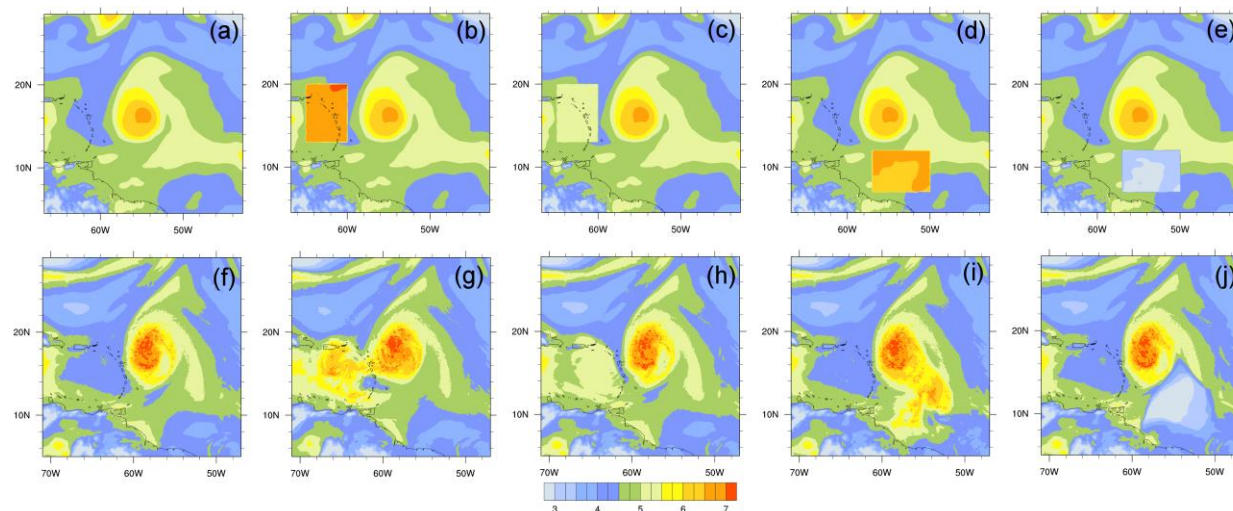 (a) (b) (c) (d) (e)
20N 20N 20N 20N 20N
10N 10N 10N 10N 10N
60W 50W 60W 50W 60W 50W 60W 50W 60W 50W
(f) (g) (h) (i) (j)
20N 20N 20N 20N 20N
10N 10N 10N 10N 10N
70W 60W 50W 70W 60W 50W 70W 60W 50W 70W 60W 50W 70W 60W 50W
3 4 5 6 7